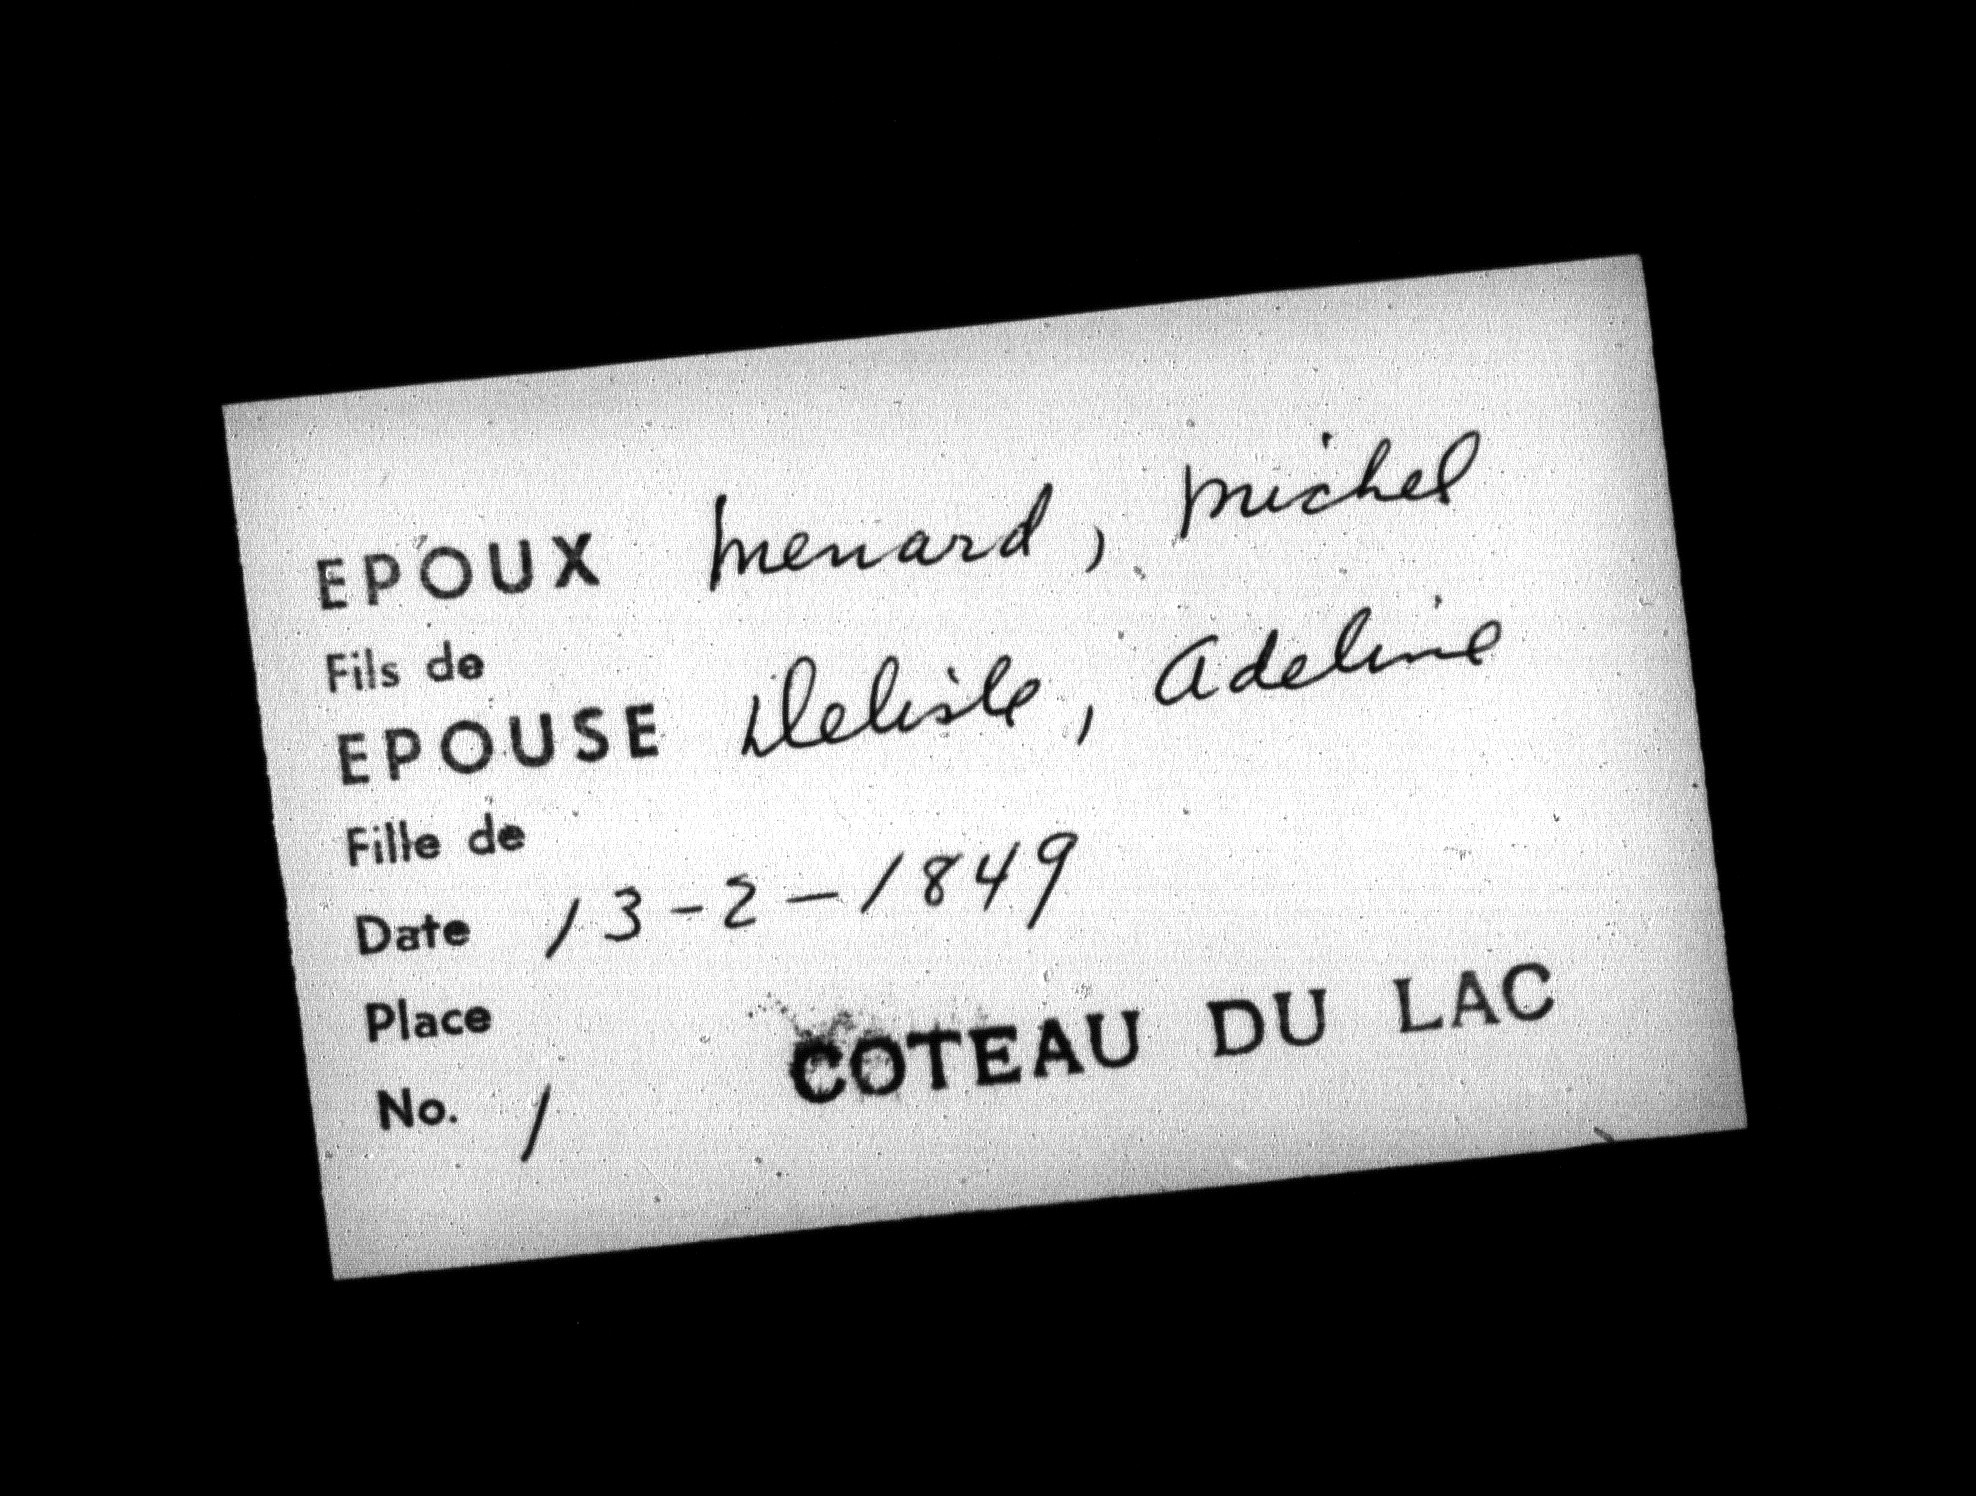 EPOUX Menard, Michel
Fils de
EPOUSE Delisle, Adeline
Fille de
Date 13-2-1849
Place COTEAU DU LAC
No. 1